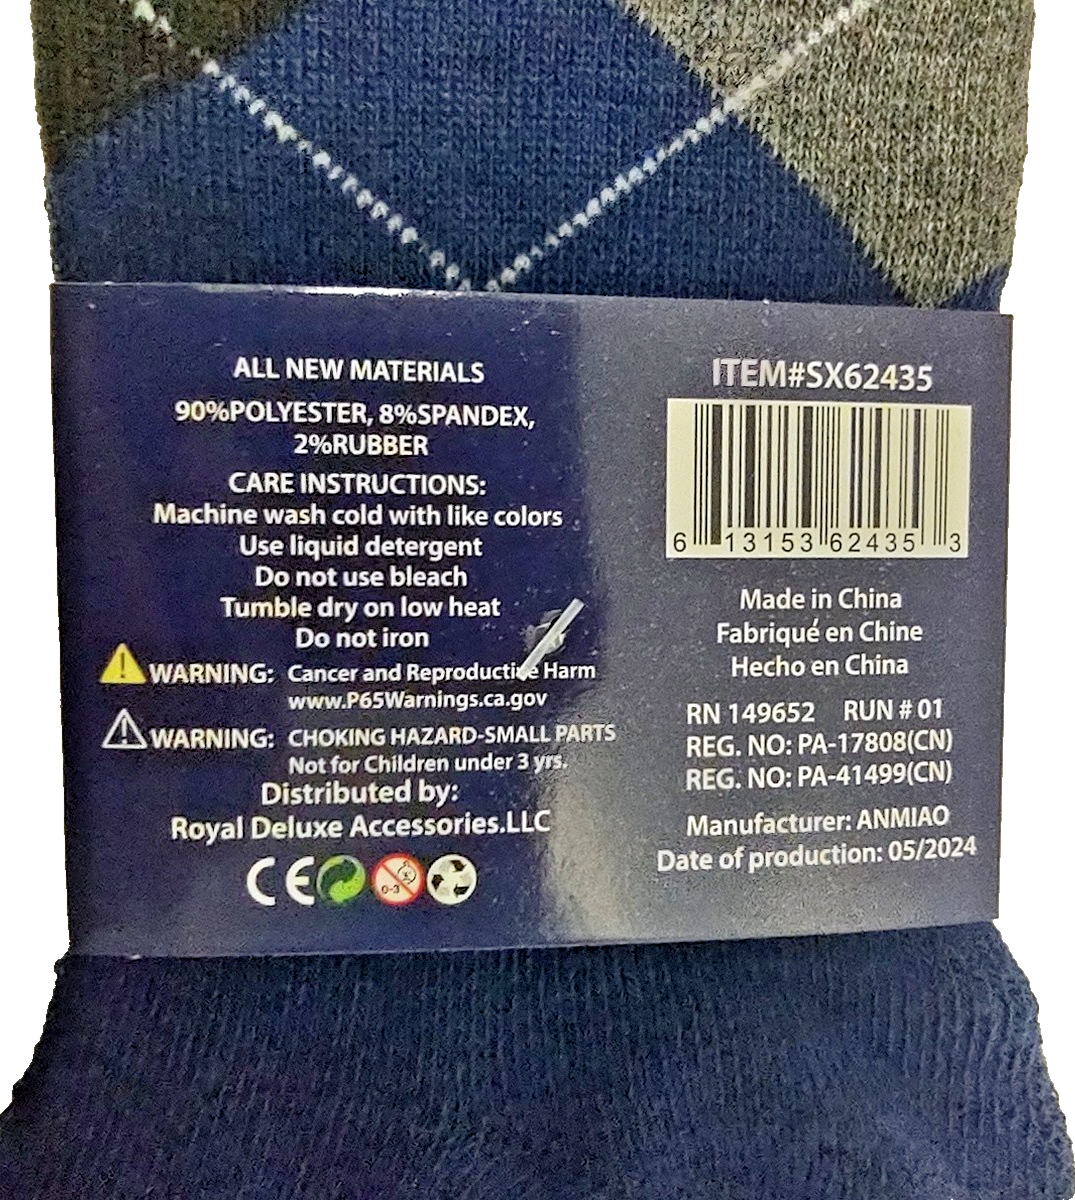 ALL NEW MATERIALS
90%POLYESTER, 8%SPANDEX,
2%RUBBER
CARE INSTRUCTIONS:
Machine wash cold with like colors
Use liquid detergent
Do not use bleach
Tumble dry on low heat
Do not iron
WARNING: Cancer and Reproductive Harm
www.P65Warnings.ca.gov
WARNING: CHOKING HAZARD-SMALL PARTS
Not for Children under 3 yrs.
Distributed by:
Royal Deluxe Accessories.LLC
CE 0-3
ITEM#SX62435
6 13153 62435 3
Made in China
Fabriqué en Chine
Hecho en China
RN 149652 RUN # 01
REG. NO: PA-17808(CN)
REG. NO: PA-41499(CN)
Manufacturer: ANMIAO
Date of production: 05/2024